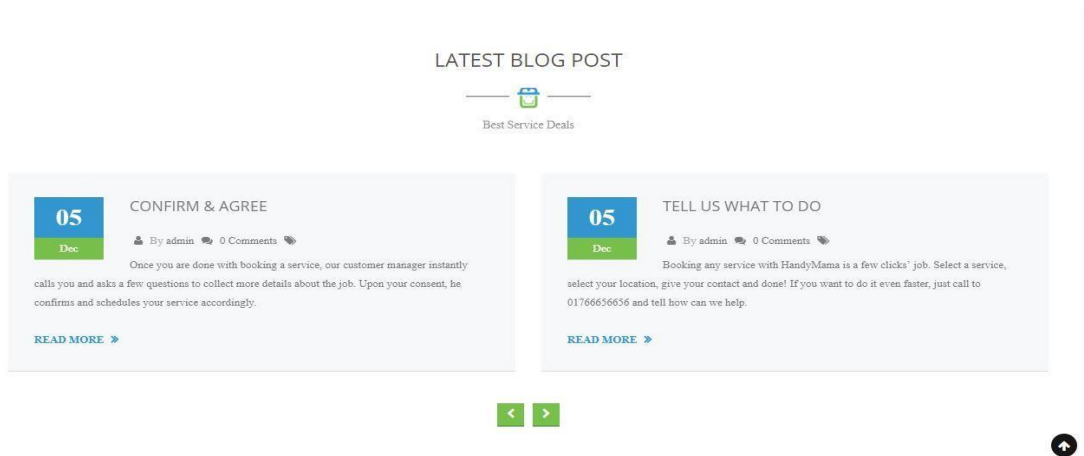 LATEST BLOG POST
Best Service Deals
05
Dec
CONFIRM & AGREE
By admin 0 Comments
Once you are done with booking a service, our customer manager instantly
calls you and asks a few questions to collect more details about the job. Upon your consent, he
confirms and schedules your service accordingly.
READ MORE »
05
Dec
TELL US WHAT TO DO
By admin 0 Comments
Booking any service with HandyMama is a few clicks’ job. Select a service,
select your location, give your contact and done! If you want to do it even faster, just call to
01766656656 and tell how can we help.
READ MORE »